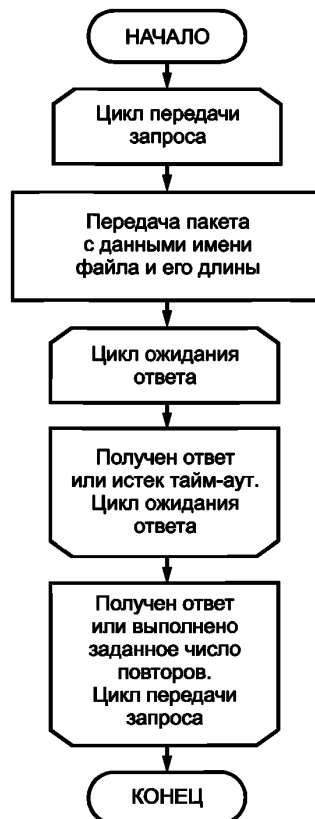 НАЧАЛО
Цикл передачи
запроса
Передача пакета
с данными имени
файла и его длины
Цикл ожидания
ответа
Получен ответ
или истек тайм-аут.
Цикл ожидания
ответа
Получен ответ
или выполнено
заданное число
повторов.
Цикл передачи
запроса
КОНЕЦ